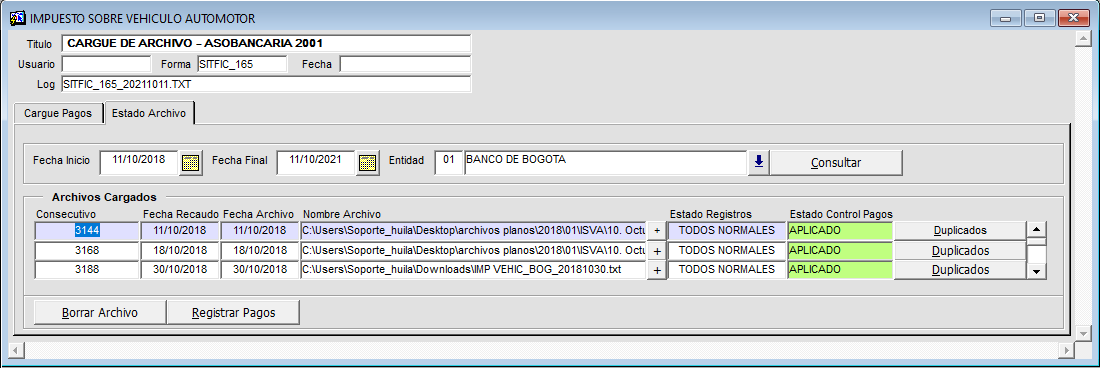 IMPUESTO SOBRE VEHICULO AUTOMOTOR
Titulo CARGUE DE ARCHIVO - ASOBANCARIA 2001
Usuario Forma SITFIC_165 Fecha
Log SITFIC_165_20211011.TXT
Cargue Pagos Estado Archivo
Fecha Inicio 11/10/2018 Fecha Final 11/10/2021 Entidad 01 BANCO DE BOGOTA Consultar
Archivos Cargados
Consecutivo Fecha Recaudo Fecha Archivo Nombre Archivo Estado Registros Estado Control Pagos
3144 11/10/2018 11/10/2018 C:\Users\Soporte_huila\Desktop\archivos planos\2018\01\ISVA\10. Octu + TODOS NORMALES APLICADO Duplicados
3168 18/10/2018 18/10/2018 C:\Users\Soporte_huila\Desktop\archivos planos\2018\01\ISVA\10. Octu + TODOS NORMALES APLICADO Duplicados
3188 30/10/2018 30/10/2018 C:\Users\Soporte_huila\Downloads\IMP VEHIC_BOG_20181030.txt + TODOS NORMALES APLICADO Duplicados
Borrar Archivo Registrar Pagos